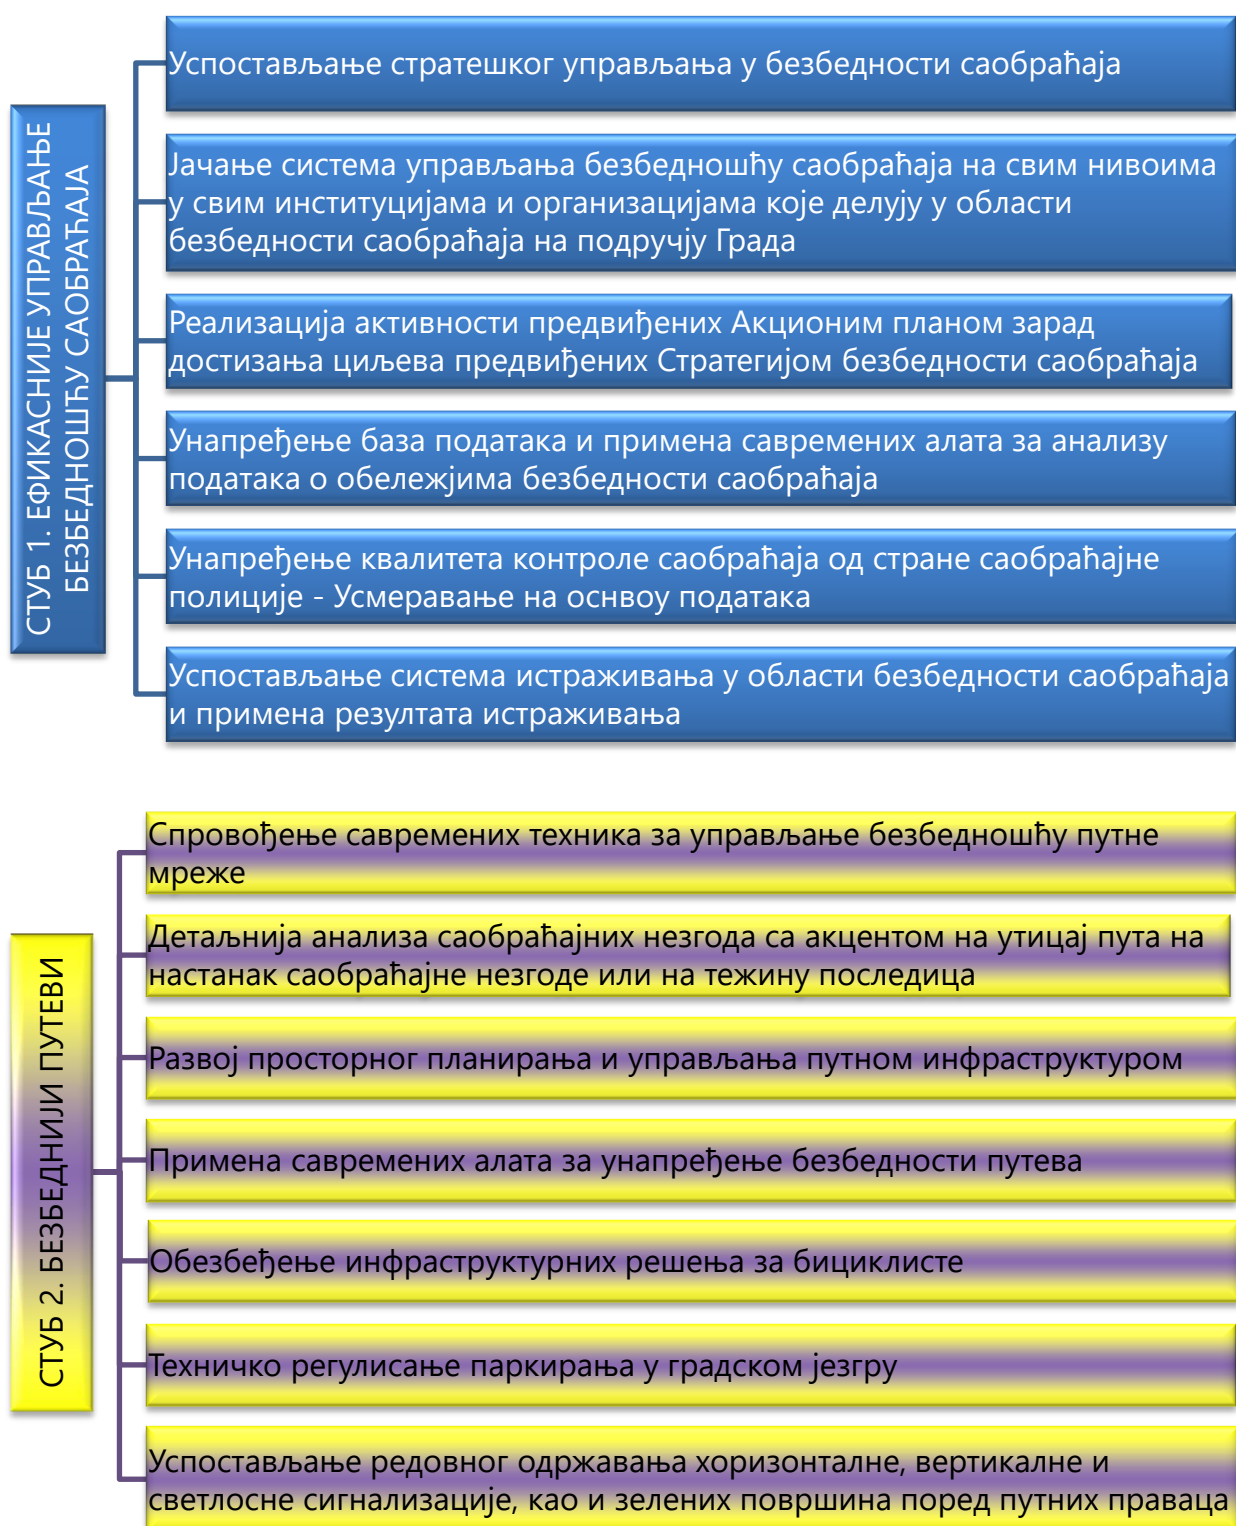 СТУБ 1. ЕФИКАСНИЈЕ УПРАВЉАЊЕ
БЕЗБЕДНОШЋУ САОБРАЋАЈА
Успостављање стратешког управљања у безбедности саобраћаја
Јачање система управљања безбедношћу саобраћаја на свим нивоима
у свим институцијама и организацијама које делују у области
безбедности саобраћаја на подручју Града
Реализација активности предвиђених Акционим планом зарад
достизања циљева предвиђених Стратегијом безбедности саобраћаја
Унапређење база података и примена савремених алата за анализу
података о обележјима безбедности саобраћаја
Унапређење квалитета контроле саобраћаја од стране саобраћајне
полиције - Усмеравање на оснвоу података
Успостављање система истраживања у области безбедности саобраћаја
и примена резултата истраживања
СТУБ 2. БЕЗБЕДНИЈИ ПУТЕВИ
Спровођење савремених техника за управљање безбедношћу путне
мреже
Детаљнија анализа саобраћајних незгода са акцентом на утицај пута на
настанак саобраћајне незгоде или на тежину последица
Развој просторног планирања и управљања путном инфраструктуром
Примена савремених алата за унапређење безбедности путева
Обезбеђење инфраструктурних решења за бициклисте
Техничко регулисање паркирања у градском језгру
Успостављање редовног одржавања хоризонталне, вертикалне и
светлосне сигнализације, као и зелених површина поред путних праваца